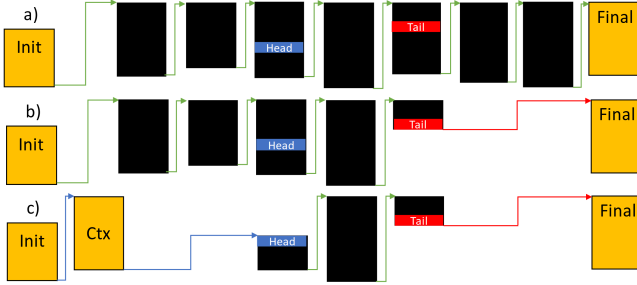 a)
Init
Head
Tail
Final
b)
Init
Head
Tail
Final
c)
Init
Ctx
Head
Tail
Final